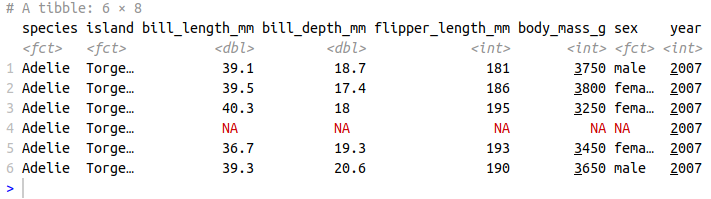 # A tibble: 6 × 8
species island bill_length_mm bill_depth_mm flipper_length_mm body_mass_g sex year
<fct> <fct> <dbl> <dbl> <int> <int> <fct> <int>
1 Adelie Torge… 39.1 18.7 181 3750 male 2007
2 Adelie Torge… 39.5 17.4 186 3800 fema… 2007
3 Adelie Torge… 40.3 18 195 3250 fema… 2007
4 Adelie Torge… NA NA NA NA NA 2007
5 Adelie Torge… 36.7 19.3 193 3450 fema… 2007
6 Adelie Torge… 39.3 20.6 190 3650 male 2007
>